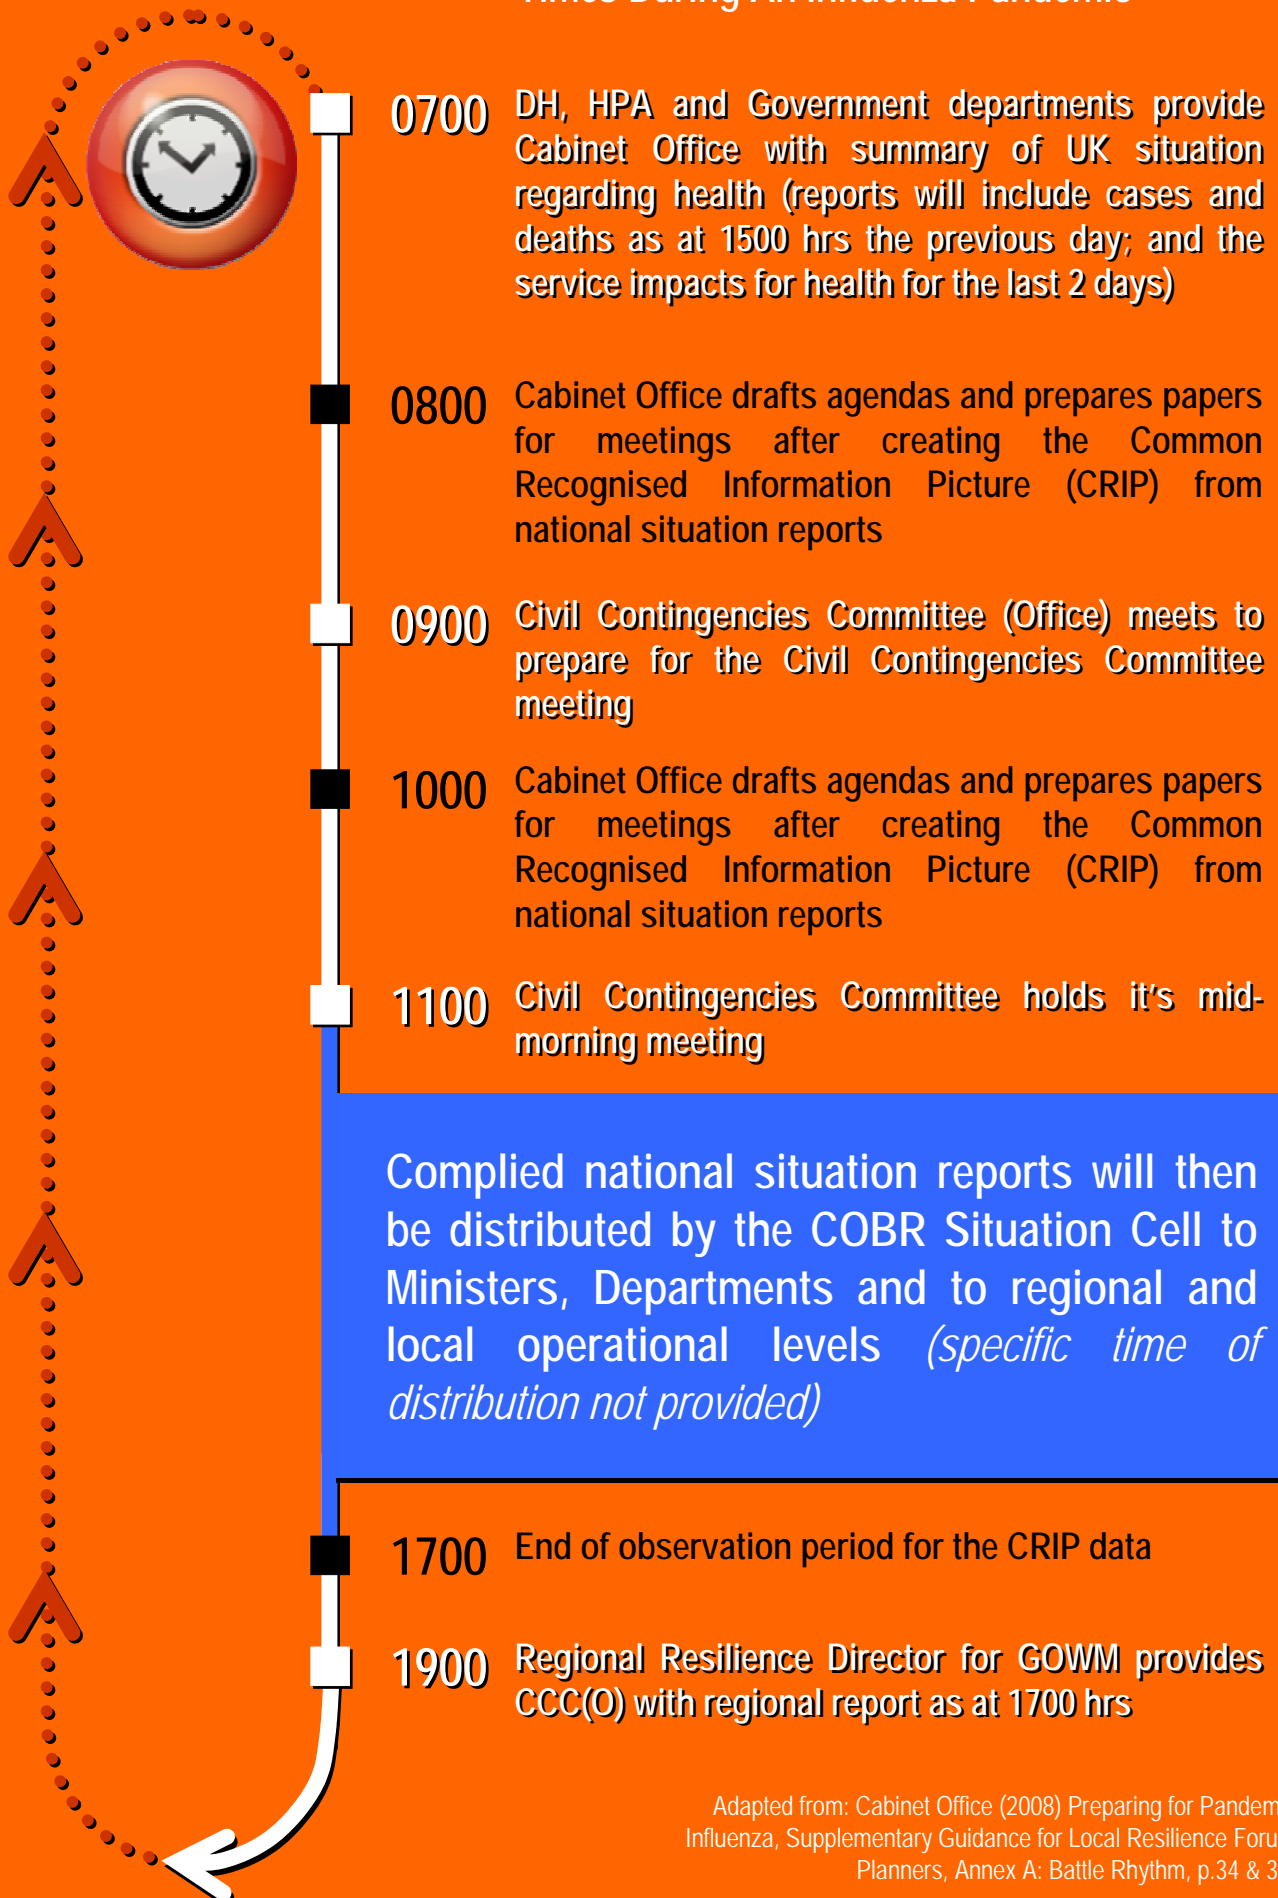 Times During An Influenza Pandemic
0700 DH, HPA and Government departments provide
Cabinet Office with summary of UK situation
regarding health (reports will include cases and
deaths as at 1500 hrs the previous day; and the
service impacts for health for the last 2 days)
0800 Cabinet Office drafts agendas and prepares papers
for meetings after creating the Common
Recognised Information Picture (CRIP) from
national situation reports
0900 Civil Contingencies Committee (Office) meets to
prepare for the Civil Contingencies Committee
meeting
1000 Cabinet Office drafts agendas and prepares papers
for meetings after creating the Common
Recognised Information Picture (CRIP) from
national situation reports
1100 Civil Contingencies Committee holds it's mid-
morning meeting
Complied national situation reports will then
be distributed by the COBR Situation Cell to
Ministers, Departments and to regional and
local operational levels (specific time of
distribution not provided)
1700 End of observation period for the CRIP data
1900 Regional Resilience Director for GOWM provides
CCC(O) with regional report as at 1700 hrs
Adapted from: Cabinet Office (2008) Preparing for Pandem
Influenza, Supplementary Guidance for Local Resilience Foru
Planners, Annex A: Battle Rhythm, p.34 & 3